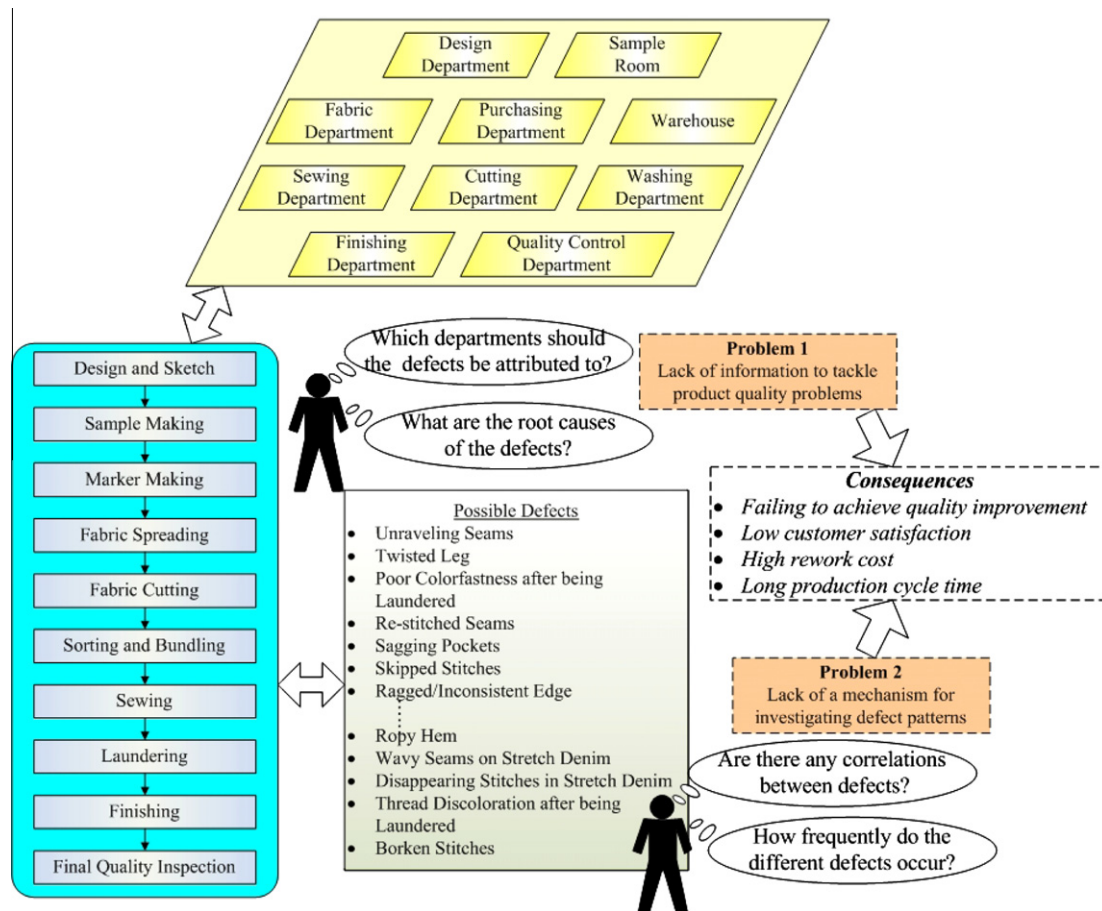 Design
Department
Sample
Room
Fabric
Department
Purchasing
Department
Warehouse
Sewing
Department
Cutting
Department
Washing
Department
Finishing
Department
Quality Control
Department
Design and Sketch
Sample Making
Marker Making
Fabric Spreading
Fabric Cutting
Sorting and Bundling
Sewing
Laundering
Finishing
Final Quality Inspection
Which departments should
the defects be attributed to?
What are the root causes
of the defects?
Problem 1
Lack of information to tackle
product quality problems
Consequences
• Failing to achieve quality improvement
• Low customer satisfaction
• High rework cost
• Long production cycle time
Possible Defects
• Unraveling Seams
• Twisted Leg
• Poor Colorfastness after being
Laundered
• Re-stitched Seams
• Sagging Pockets
• Skipped Stitches
• Ragged/Inconsistent Edge
• Ropy Hem
• Wavy Seams on Stretch Denim
• Disappearing Stitches in Stretch Denim
• Thread Discoloration after being
Laundered
• Borken Stitches
Problem 2
Lack of a mechanism for
investigating defect patterns
Are there any correlations
between defects?
How frequently do the
different defects occur?